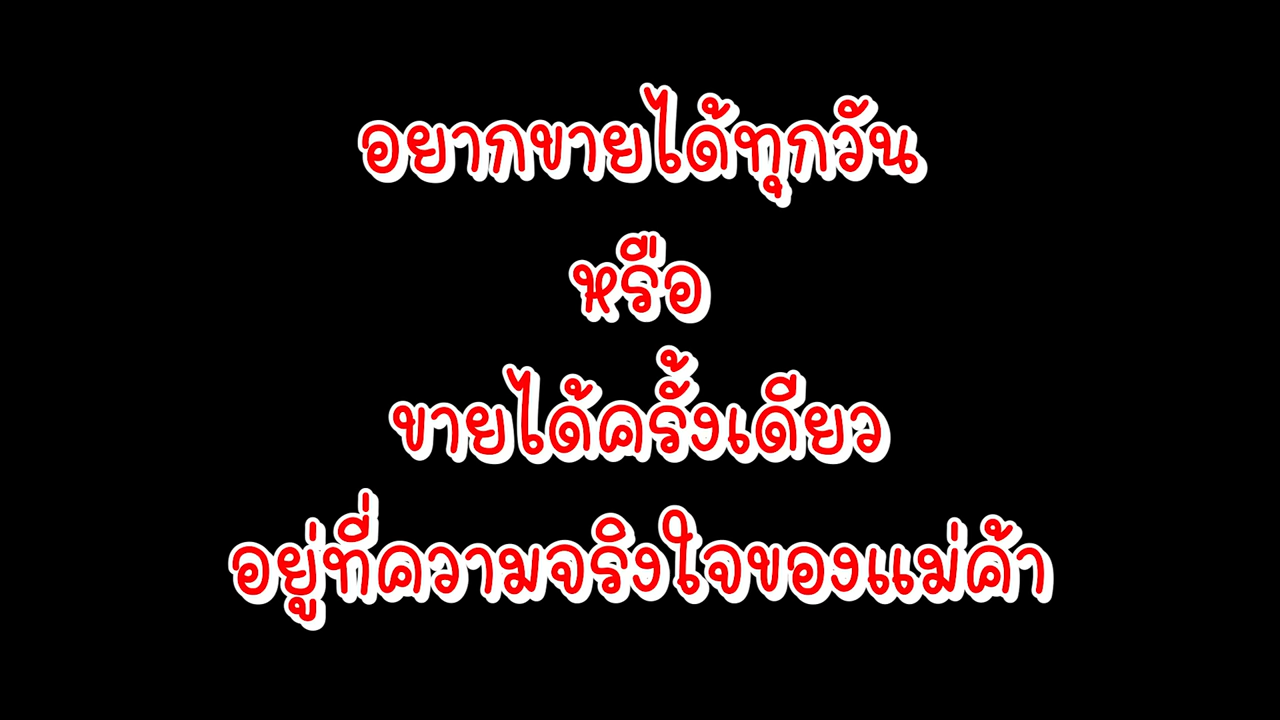 อยากขายได้ทุกวัน
หรือ
ขายได้ครั้งเดียว
อยู่ที่ความจริงใจของแม่ค้า